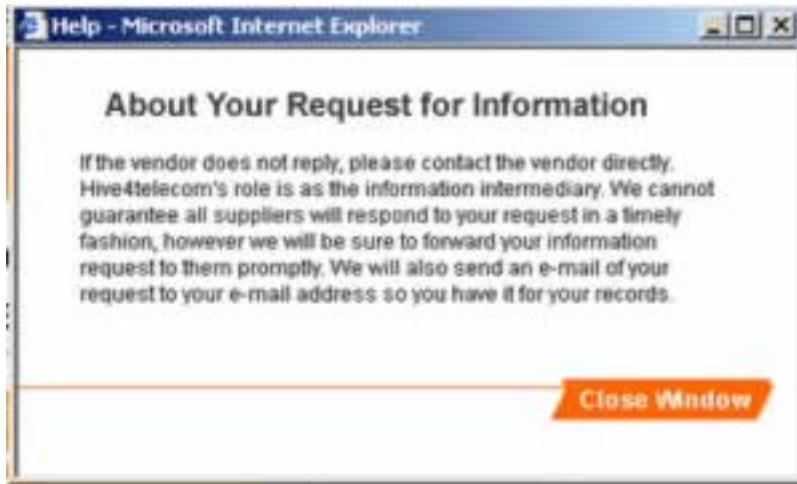 Help - Microsoft Internet Explorer
About Your Request for Information
If the vendor does not reply, please contact the vendor directly.
Hive4telecom's role is as the information intermediary. We cannot
guarantee all suppliers will respond to your request in a timely
fashion, however we will be sure to forward your information
request to them promptly. We will also send an e-mail of your
request to your e-mail address so you have it for your records.
Close Window